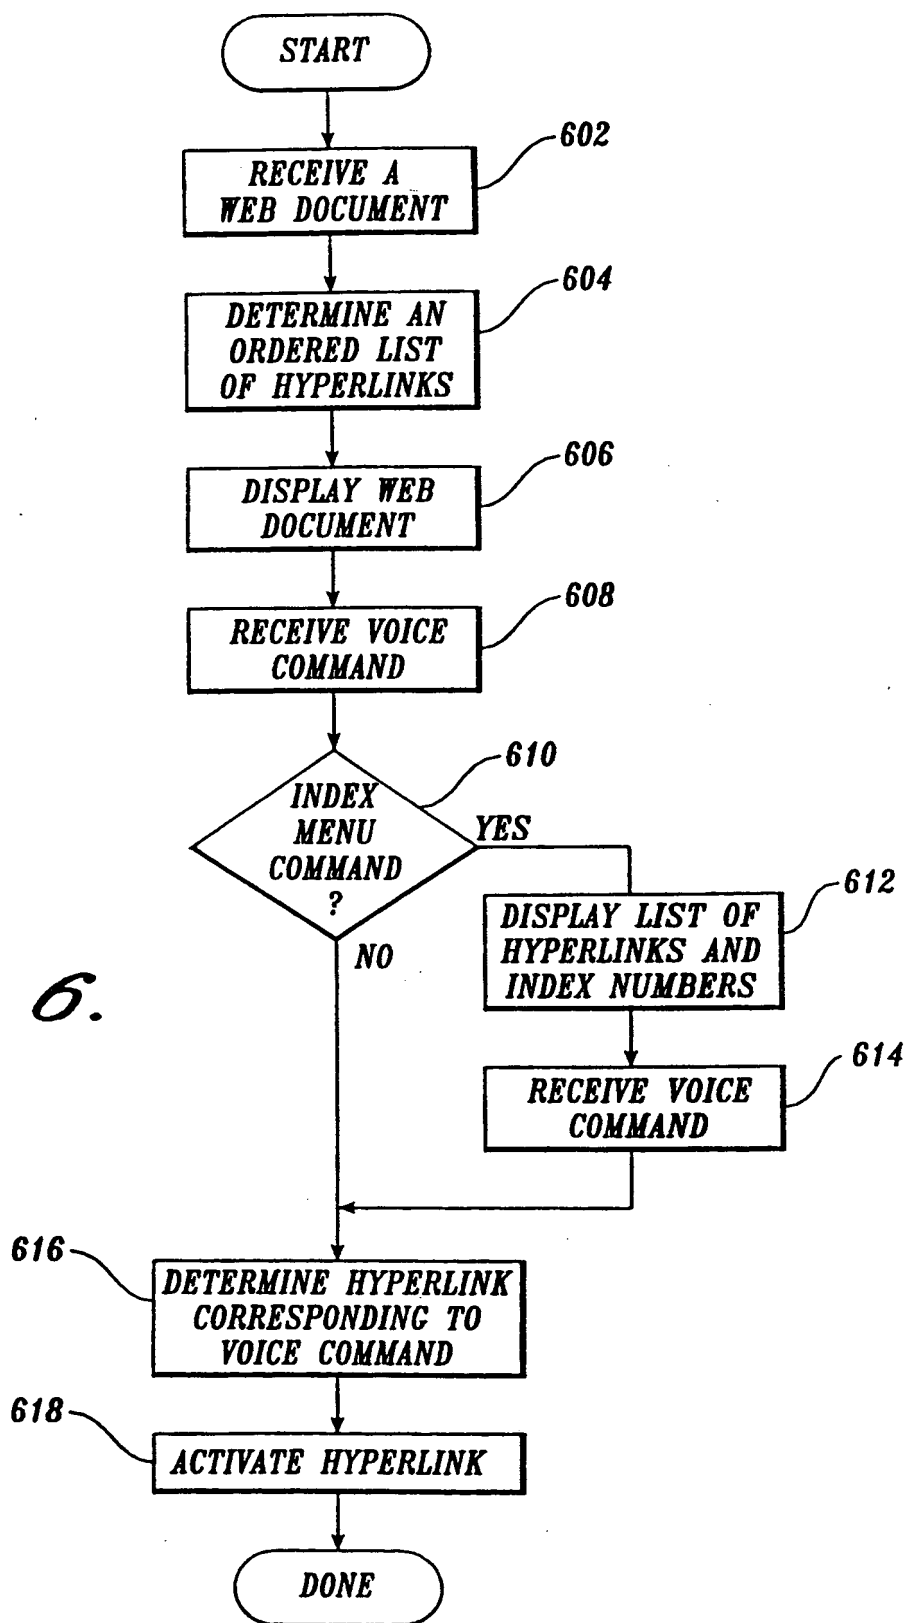 START
602
RECEIVE A
WEB DOCUMENT
604
DETERMINE AN
ORDERED LIST
OF HYPERLINKS
606
DISPLAY WEB
DOCUMENT
608
RECEIVE VOICE
COMMAND
610
INDEX
MENU
COMMAND
?
YES
NO
612
DISPLAY LIST OF
HYPERLINKS AND
INDEX NUMBERS
6.
614
RECEIVE VOICE
COMMAND
616
DETERMINE HYPERLINK
CORRESPONDING TO
VOICE COMMAND
618
ACTIVATE HYPERLINK
DONE